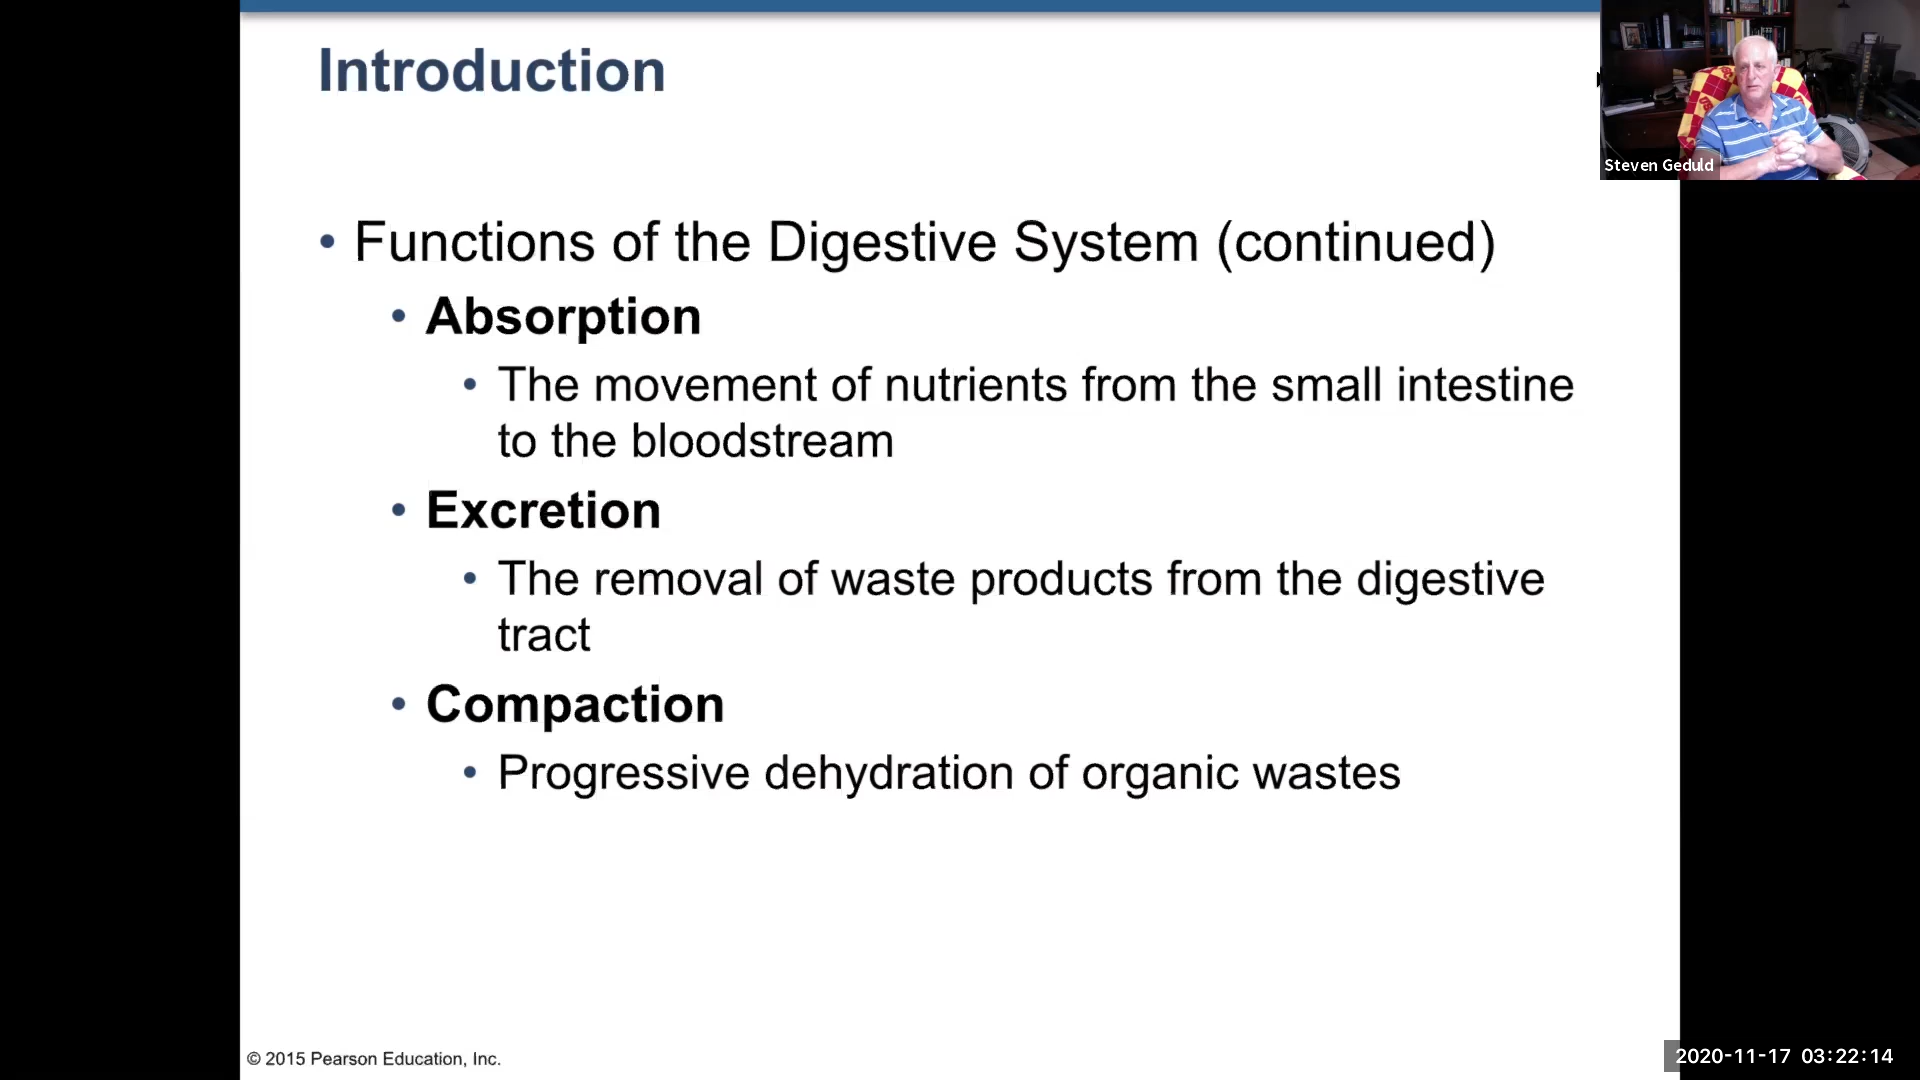 Introduction
Steven Geduld
• Functions of the Digestive System (continued)
• Absorption
• The movement of nutrients from the small intestine
to the bloodstream
• Excretion
• The removal of waste products from the digestive
tract
• Compaction
• Progressive dehydration of organic wastes
© 2015 Pearson Education, Inc.
2020-11-17 03:22:14